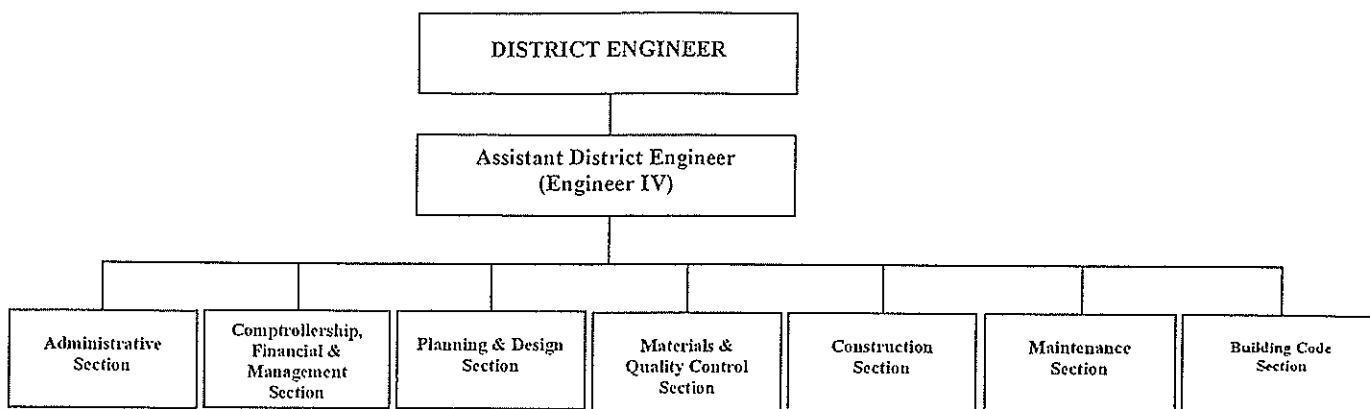 DISTRICT ENGINEER
Assistant District Engineer
(Engineer IV)
Administrative
Section
Comptrollership,
Financial &
Management
Section
Planning & Design
Section
Materials &
Quality Control
Section
Construction
Section
Maintenance
Section
Building Code
Section